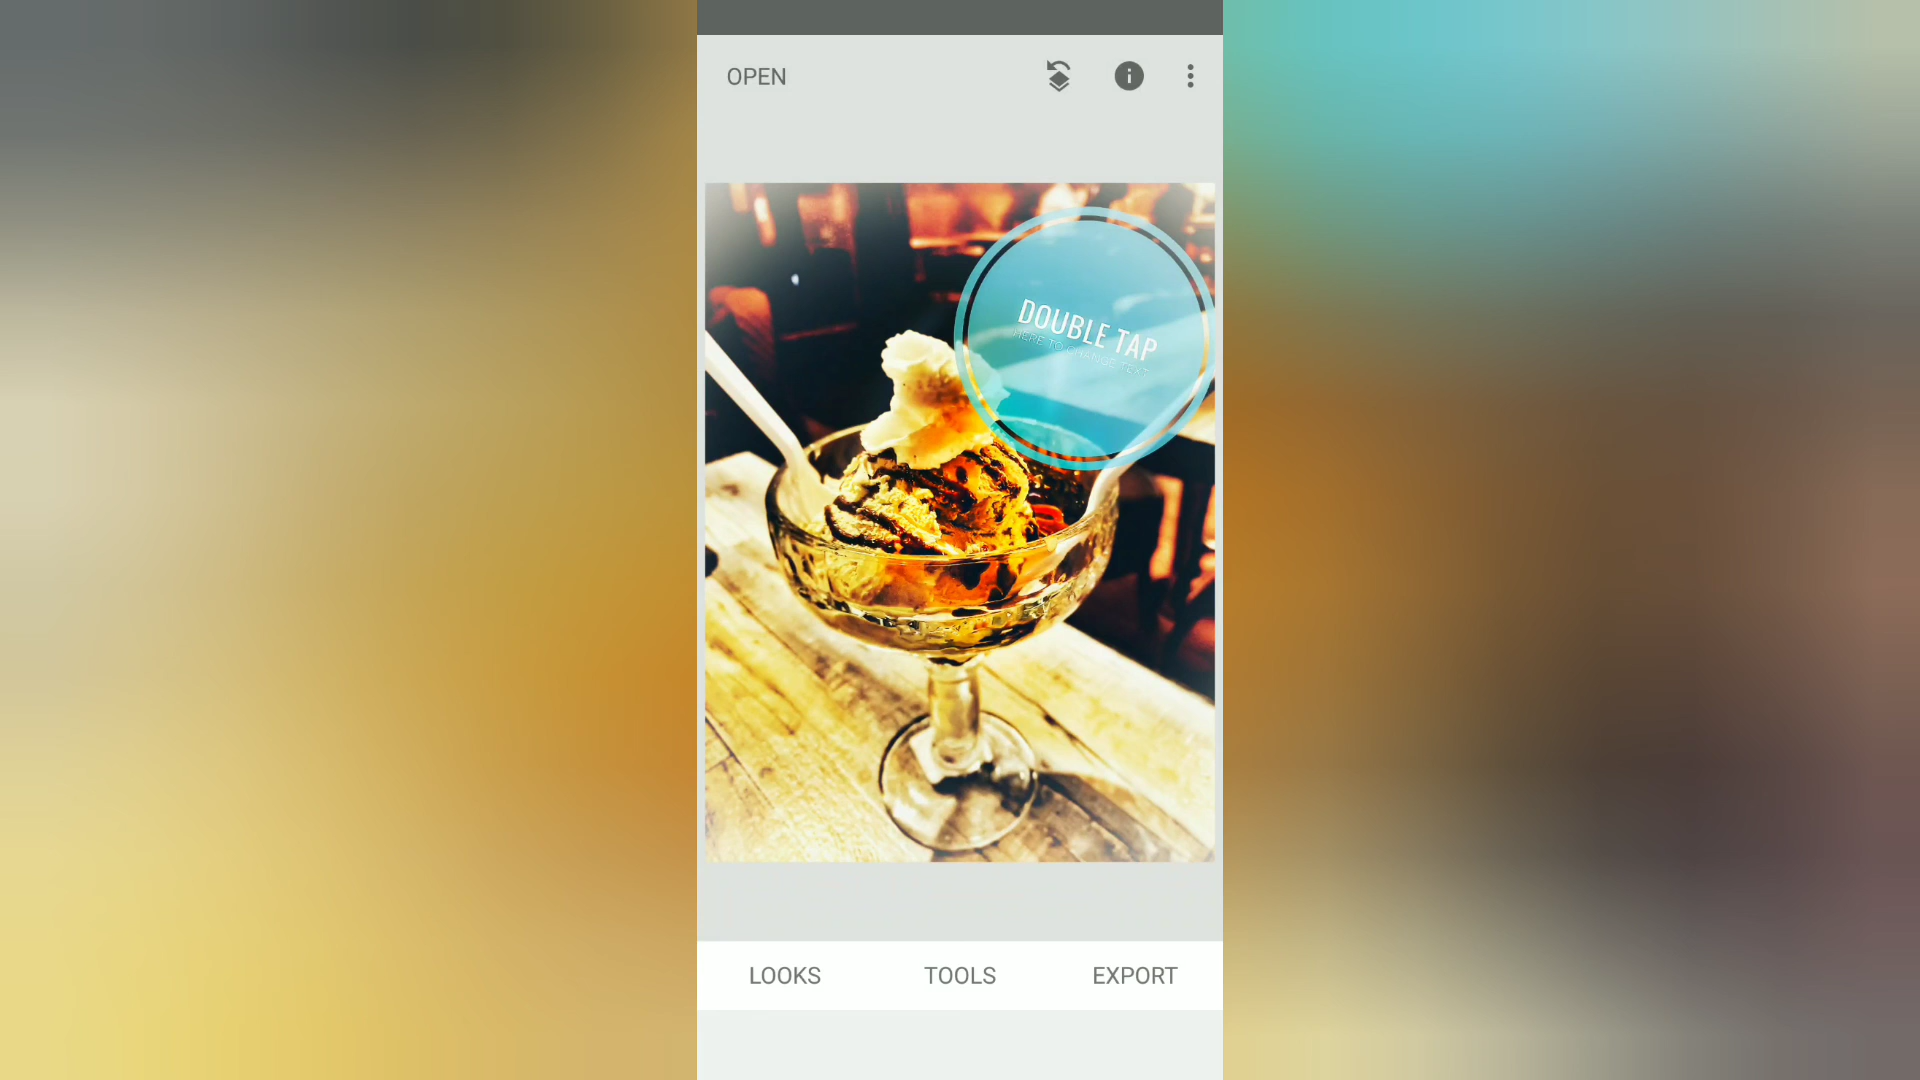 OPEN
DOUBLE TAP
HERE TO CHANGE TEXT
LOOKS
TOOLS
EXPORT